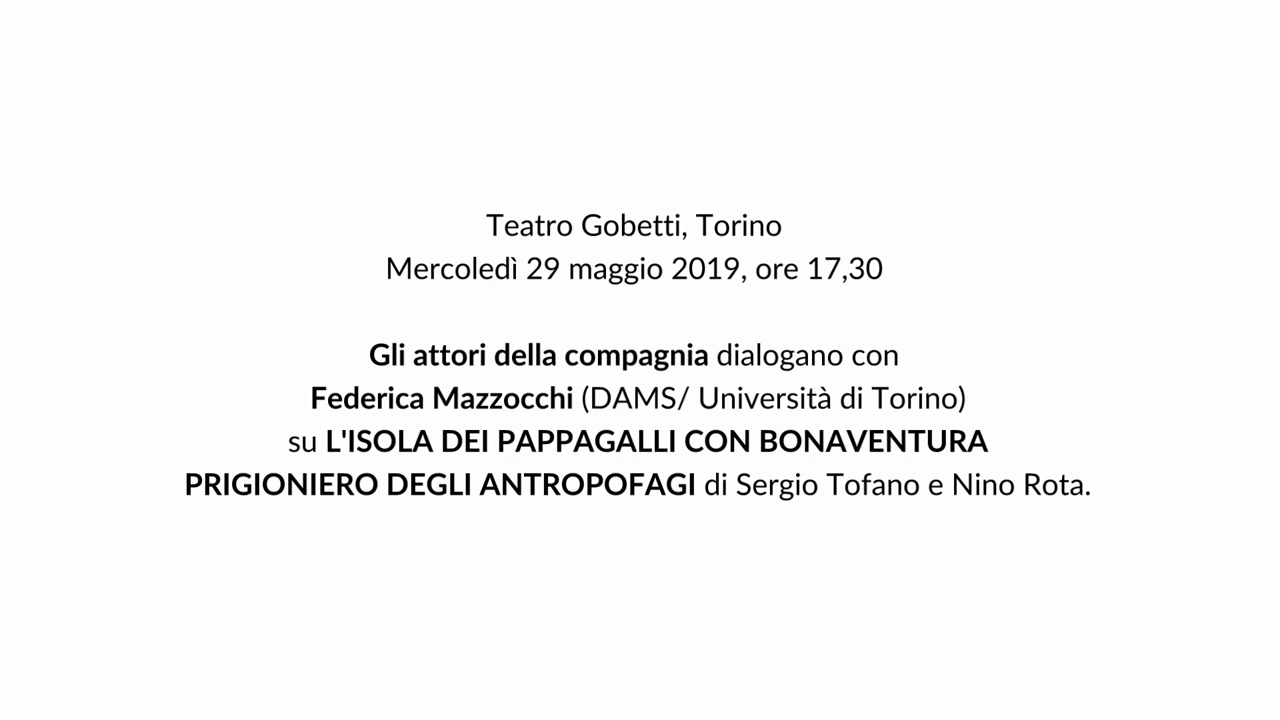 Teatro Gobetti, Torino
Mercoledì 29 maggio 2019, ore 17,30
Gli attori della compagnia dialogano con
Federica Mazzocchi (DAMS/ Università di Torino)
su L'ISOLA DEI PAPPAGALLI CON BONAVENTURA
PRIGIONIERO DEGLI ANTROPOFAGI di Sergio Tofano e Nino Rota.